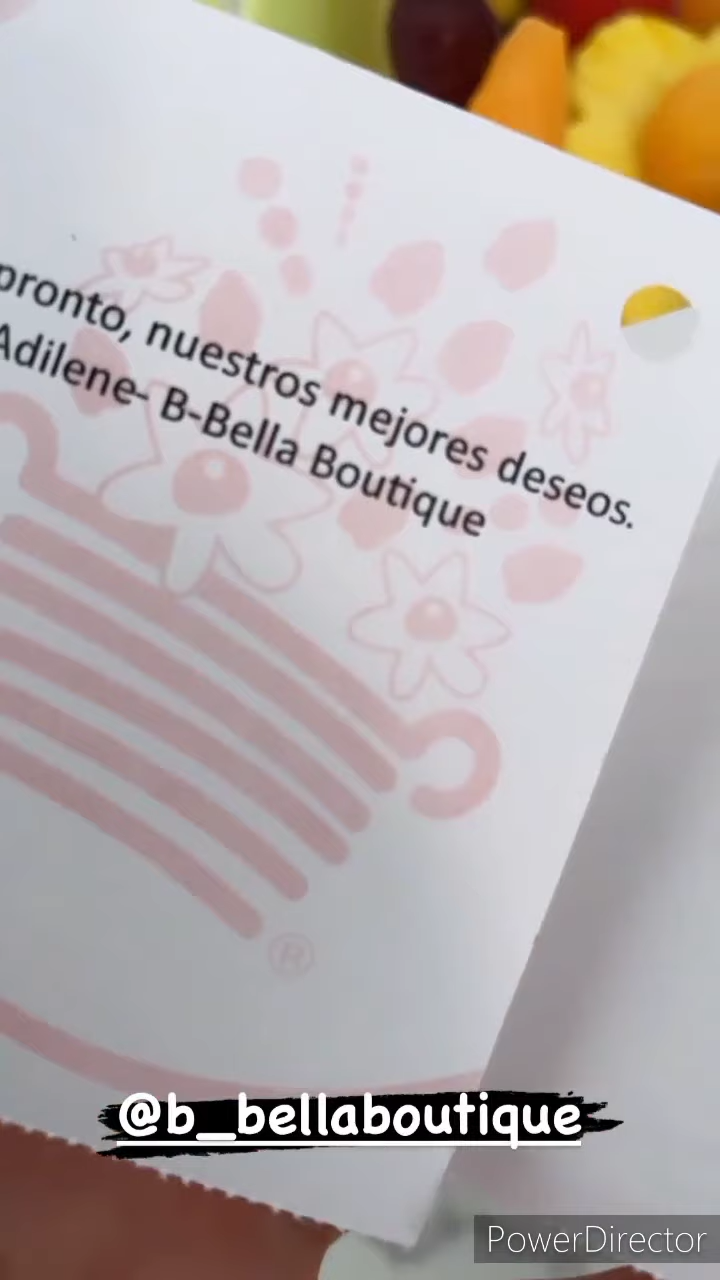 pronto, nuestros mejores deseos.
Adilene- B-Bella Boutique
®
@b_bellaboutique
PowerDirector